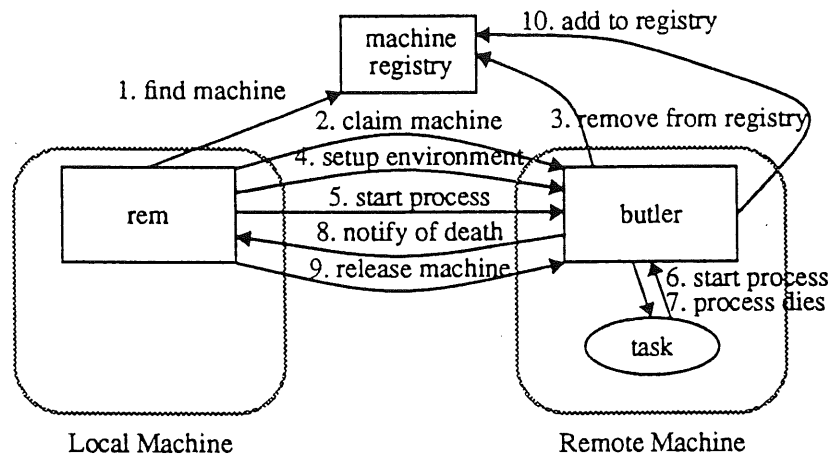 10. add to registry
machine
registry
1. find machine
2. claim machine
3. remove from registry
4. setup environment
5. start process
rem
butler
8. notify of death
9. release machine
6. start process
7. process dies
task
Local Machine
Remote Machine